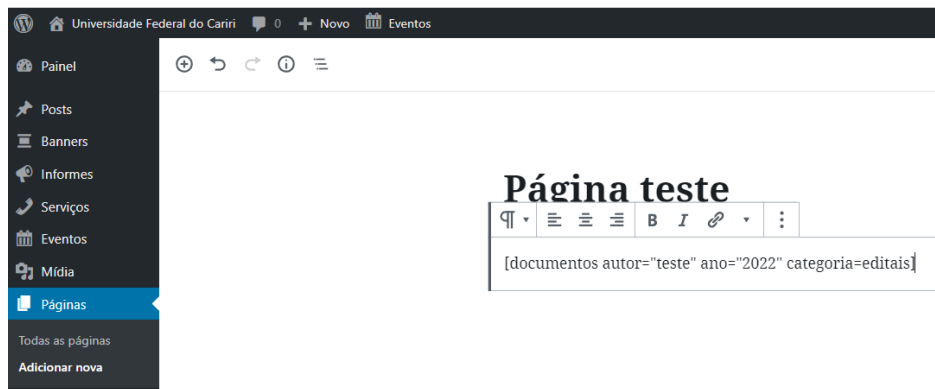 Universidade Federal do Cariri 0 Novo Eventos
Painel
Posts
Banners
Informes
Serviços
Eventos
Mídia
Páginas
Todas as páginas
Adicionar nova
Página teste
B I
[documentos autor="teste" ano="2022" categoria=editais]